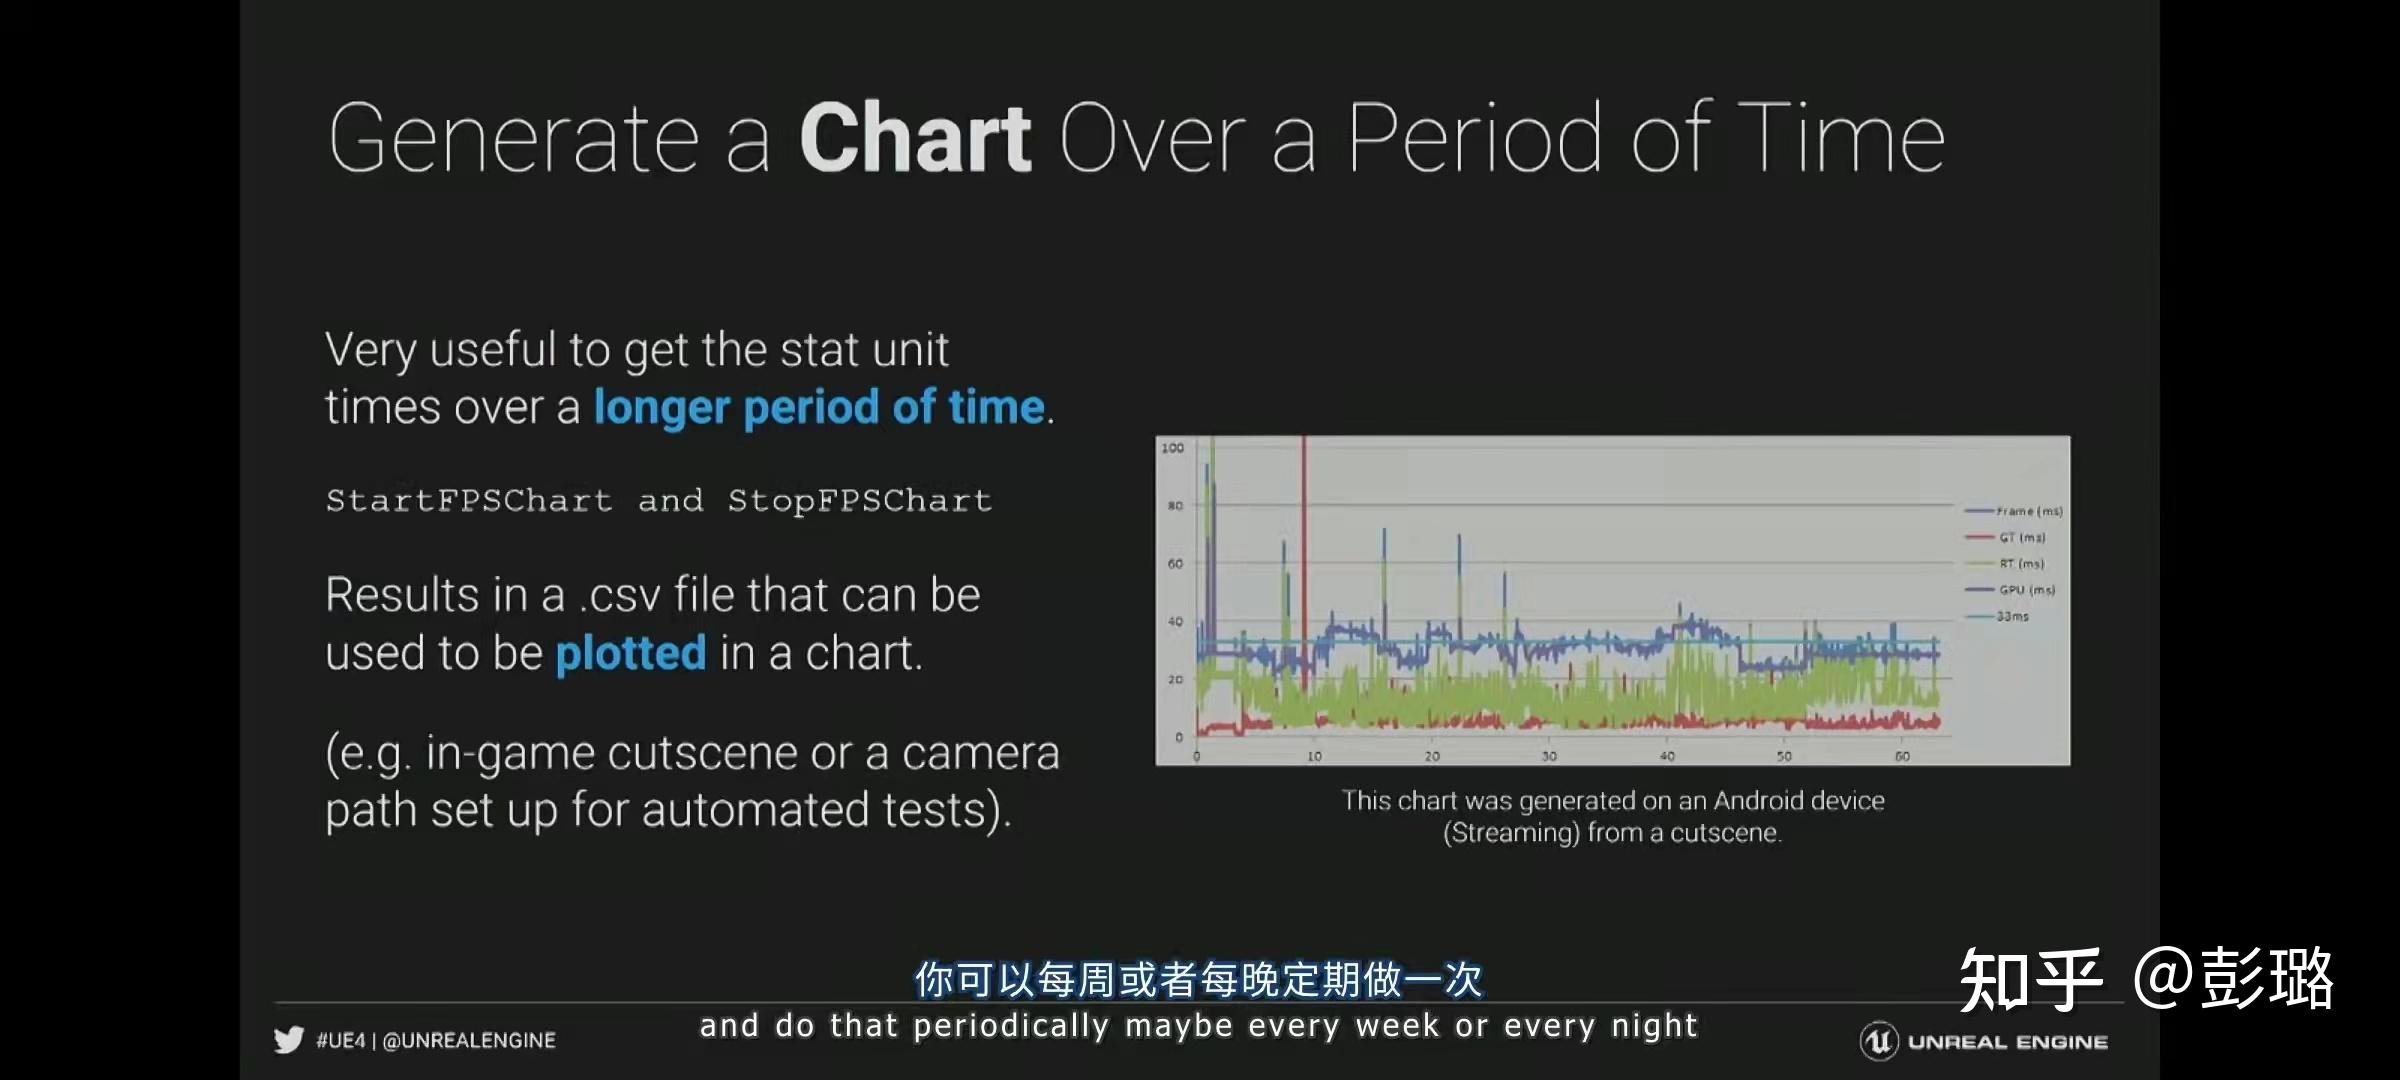 Generate a Chart Over a Period of Time
Very useful to get the stat unit
times over a longer period of time.
StartFPSChart and StopFPSChart
Results in a .csv file that can be
used to be plotted in a chart.
(e.g. in-game cutscene or a camera
path set up for automated tests).
100
80
60
40
20
0
0 10 20 30 40 50 60
Frame (ms)
GT (ms)
RT (ms)
GPU (ms)
33ms
This chart was generated on an Android device
(Streaming) from a cutscene.
你可以每周或者每晚定期做一次
and do that periodically maybe every week or every night
#UE4 | @UNREALENGINE
UNREAL ENGINE
知乎 @彭璐